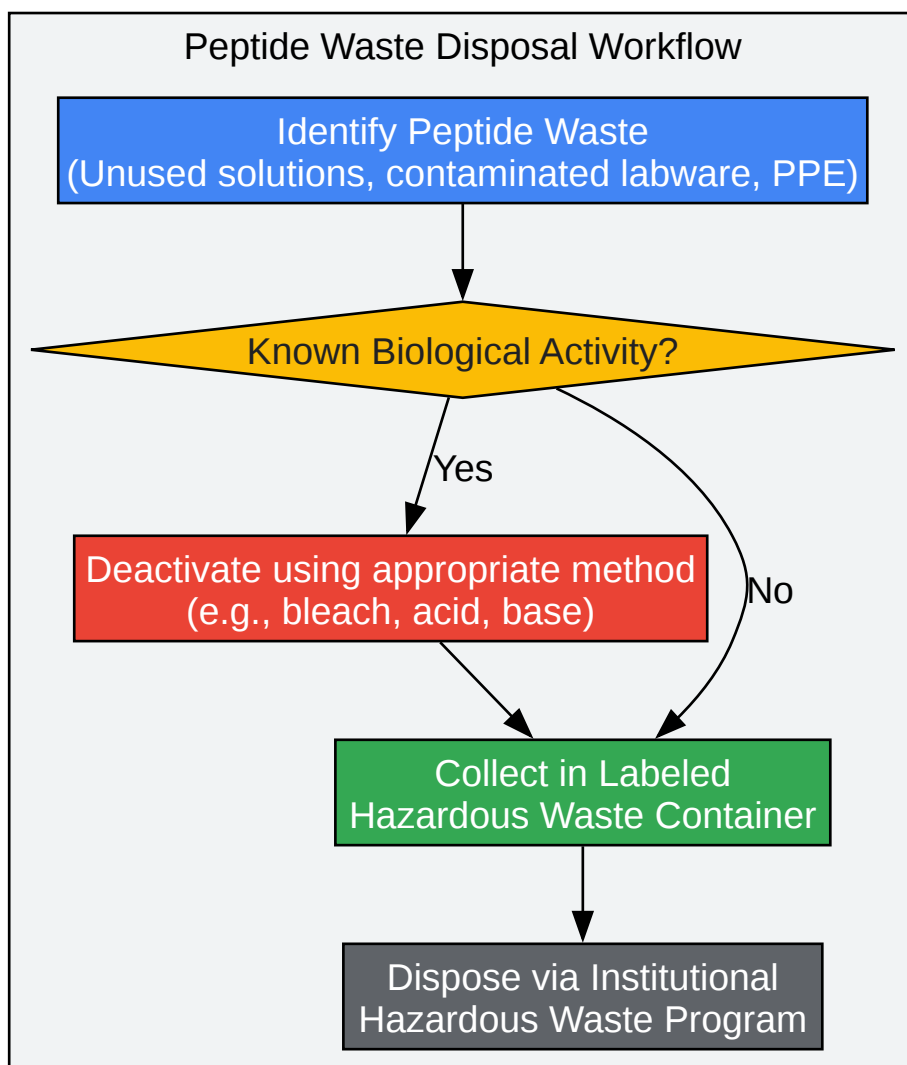 Peptide Waste Disposal Workflow
Identify Peptide Waste
(Unused solutions, contaminated labware, PPE)
Known Biological Activity?
Yes
Deactivate using appropriate method
(e.g., bleach, acid, base)
No
Collect in Labeled
Hazardous Waste Container
Dispose via Institutional
Hazardous Waste Program